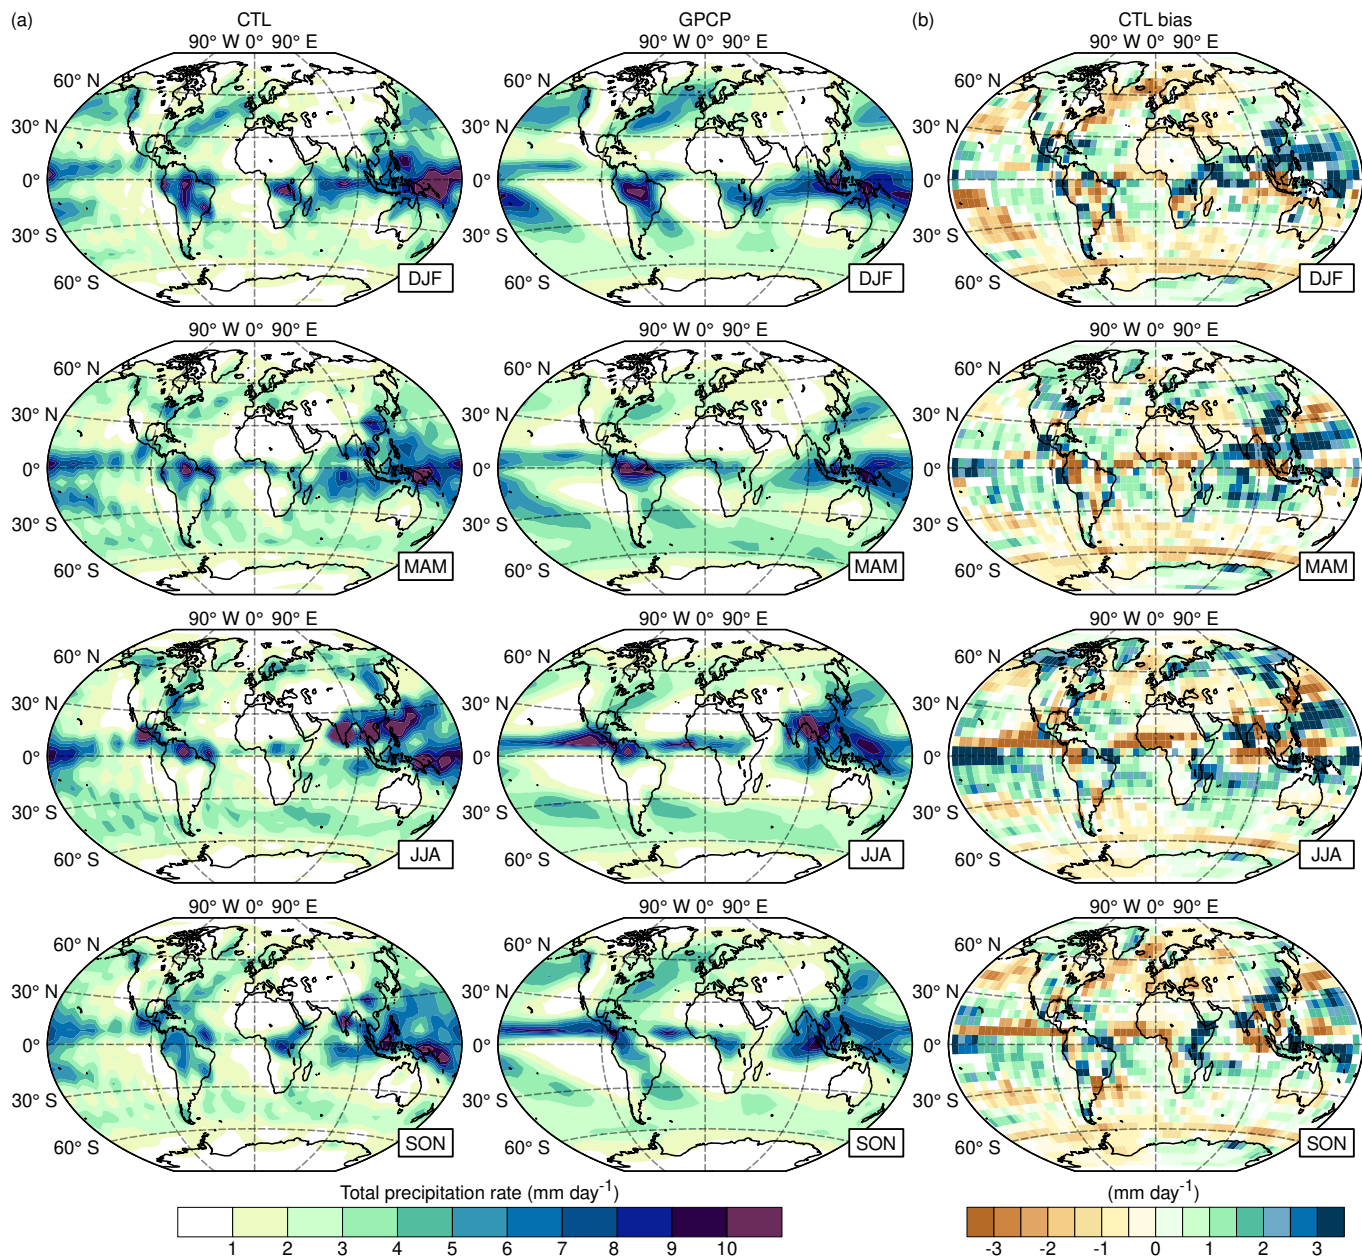 (a) CTL GPCP (b) CTL bias
90° W 0° 90° E 90° W 0° 90° E 90° W 0° 90° E
60° N 60° N 60° N
30° N 30° N 30° N
0° 0° 0°
30° S 30° S 30° S
60° S 60° S 60° S
DJF DJF DJF
90° W 0° 90° E 90° W 0° 90° E 90° W 0° 90° E
60° N 60° N 60° N
30° N 30° N 30° N
0° 0° 0°
30° S 30° S 30° S
60° S 60° S 60° S
MAM MAM MAM
90° W 0° 90° E 90° W 0° 90° E 90° W 0° 90° E
60° N 60° N 60° N
30° N 30° N 30° N
0° 0° 0°
30° S 30° S 30° S
60° S 60° S 60° S
JJA JJA JJA
90° W 0° 90° E 90° W 0° 90° E 90° W 0° 90° E
60° N 60° N 60° N
30° N 30° N 30° N
0° 0° 0°
30° S 30° S 30° S
60° S 60° S 60° S
SON SON SON
Total precipitation rate (mm day⁻¹) (mm day⁻¹)
1 2 3 4 5 6 7 8 9 10 -3 -2 -1 0 1 2 3